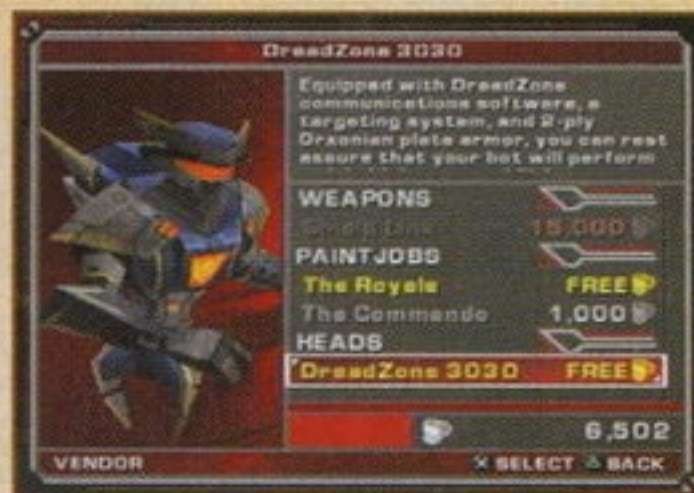 DreadZone 3030
Equipped with DreadZone
communications software, a
targeting system, and 2-ply
Orxonian plate armor, you can rest
assure that your bot will perform
WEAPONS
15,000
PAINTJOBS
The Royale FREE
The Commando 1,000
HEADS
DreadZone 3030 FREE
6,502
VENDOR SELECT BACK